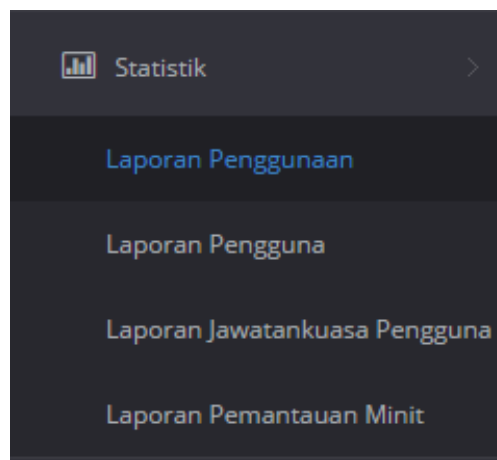 Statistik
Laporan Penggunaan
Laporan Pengguna
Laporan Jawatankuasa Pengguna
Laporan Pemantauan Minit